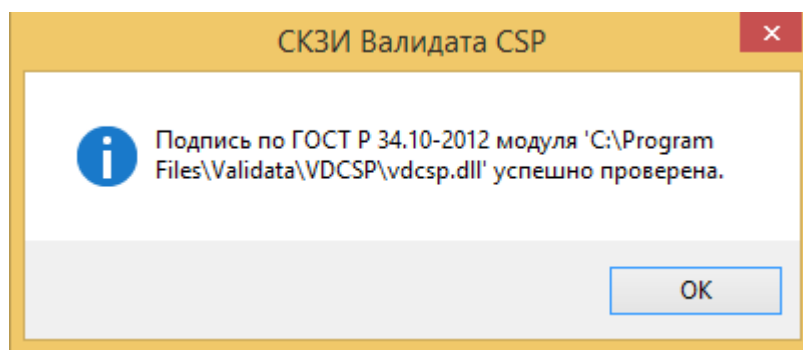 СКЗИ Валидата CSP
Подпись по ГОСТ Р 34.10-2012 модуля 'C:\Program
Files\Validata\VDCSP\vdcsp.dll' успешно проверена.
OK